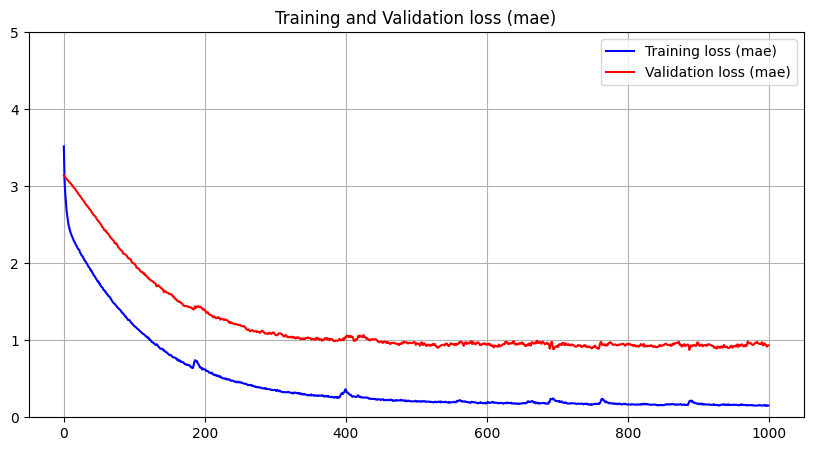 Training and Validation loss (mae)
Training loss (mae)
Validation loss (mae)
5
4
3
2
1
0
0 200 400 600 800 1000